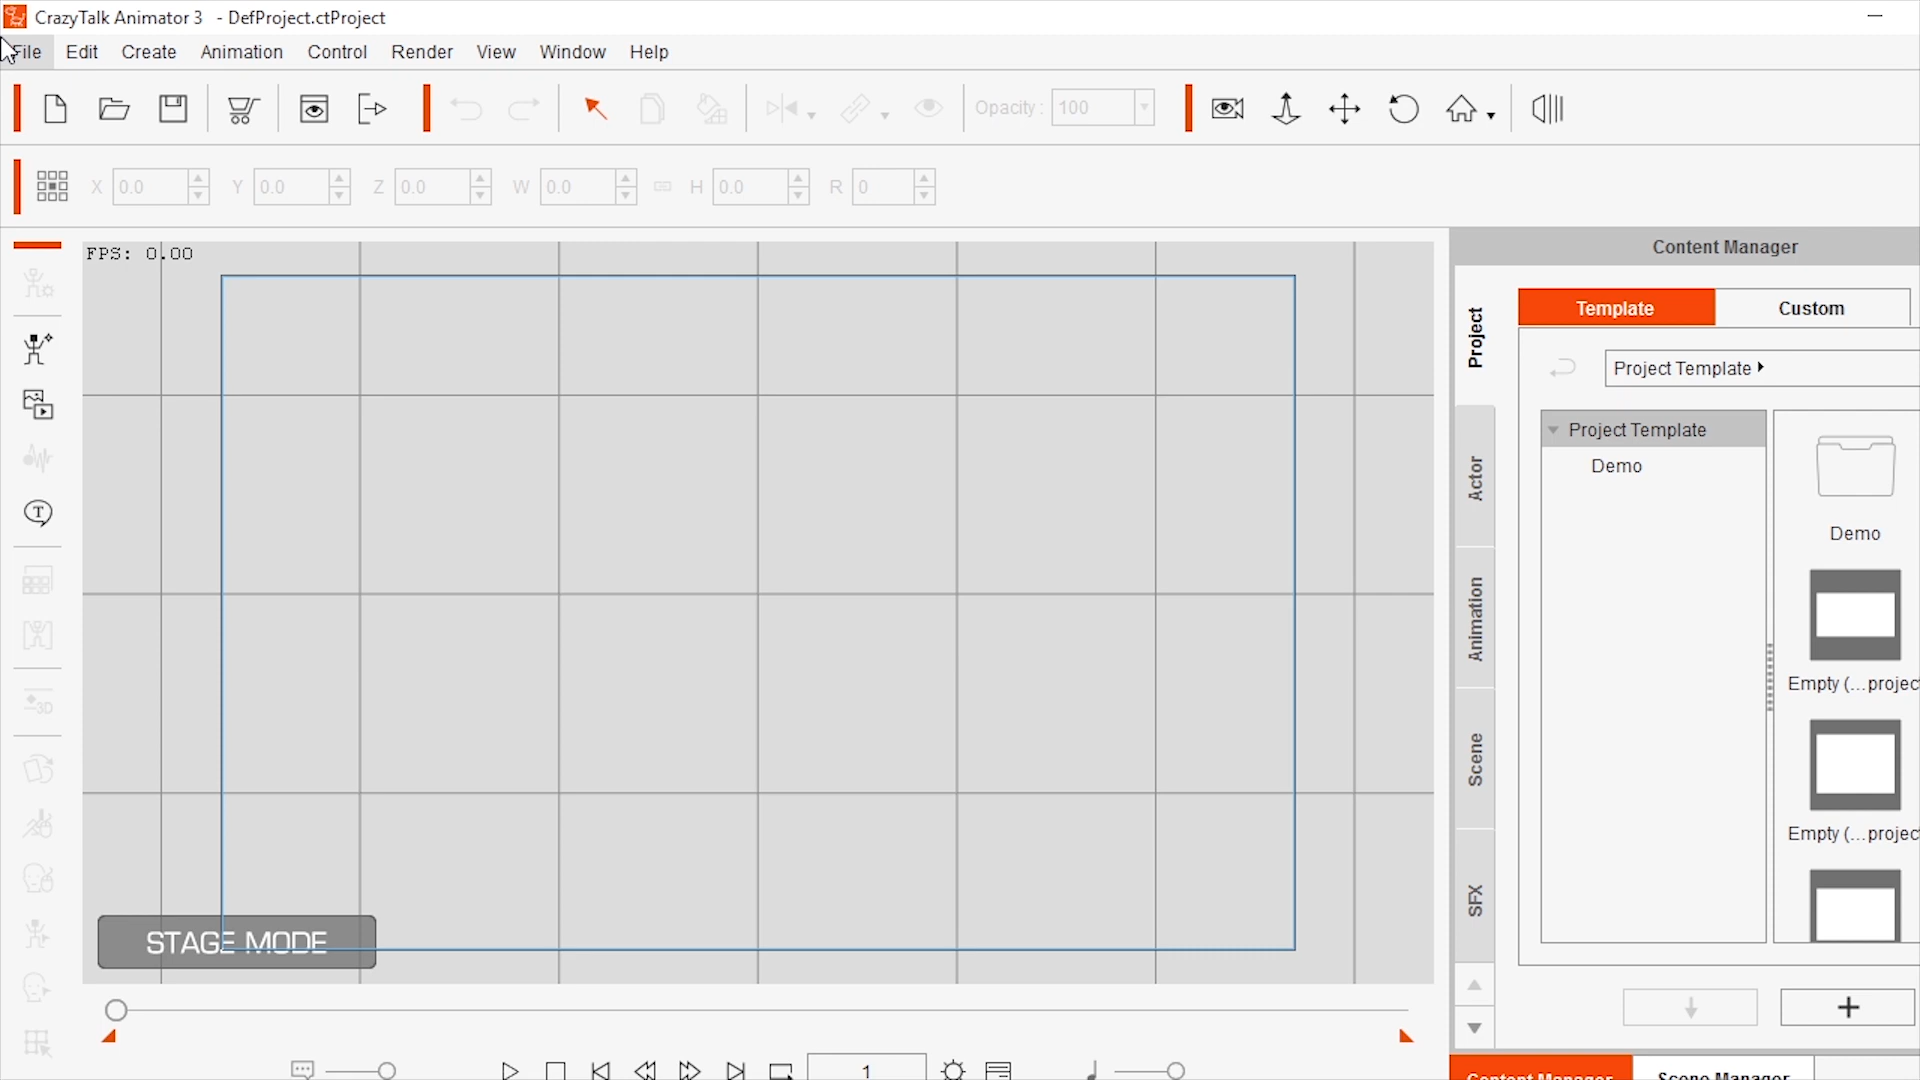 CrazyTalk Animator 3 - DefProject.ctProject
File Edit Create Animation Control Render View Window Help
Opacity : 100
X 0.0 Y 0.0 Z 0.0 W 0.0 H 0.0 R 0
FPS: 0.00
Content Manager
Template Custom
Project Template
Project Template
Demo
Demo
Empty (...project
Empty (...project
Project
Actor
Animation
Scene
SFX
STAGE MODE
1
Content Manager Scene Manager